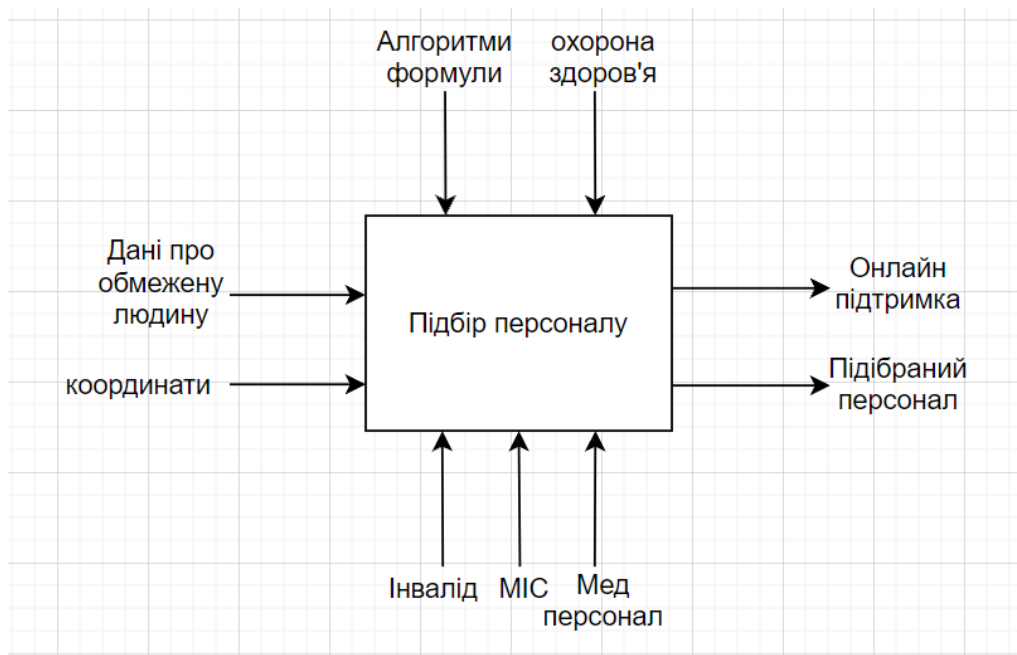 Алгоритми
формули
охорона
здоров'я
Дані про
обмежену
людину
координати
Підбір персоналу
Онлайн
підтримка
Підібраний
персонал
Інвалід
МІС
Мед
персонал